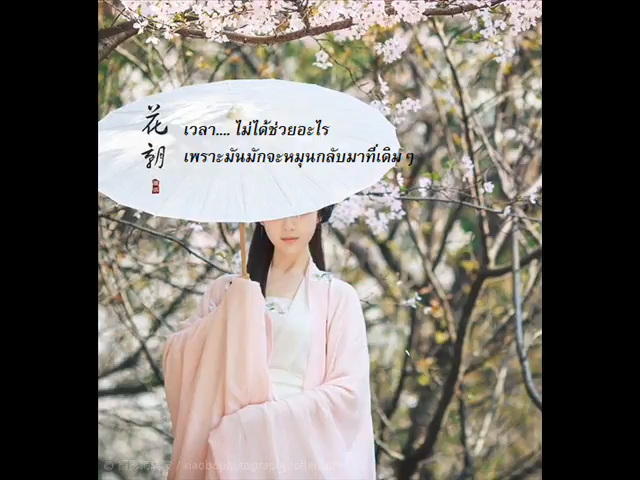 花朝
เวลา.... ไม่ได้ช่วยอะไร
เพราะมันมักจะหมุนกลับมาที่เดิม ๆ